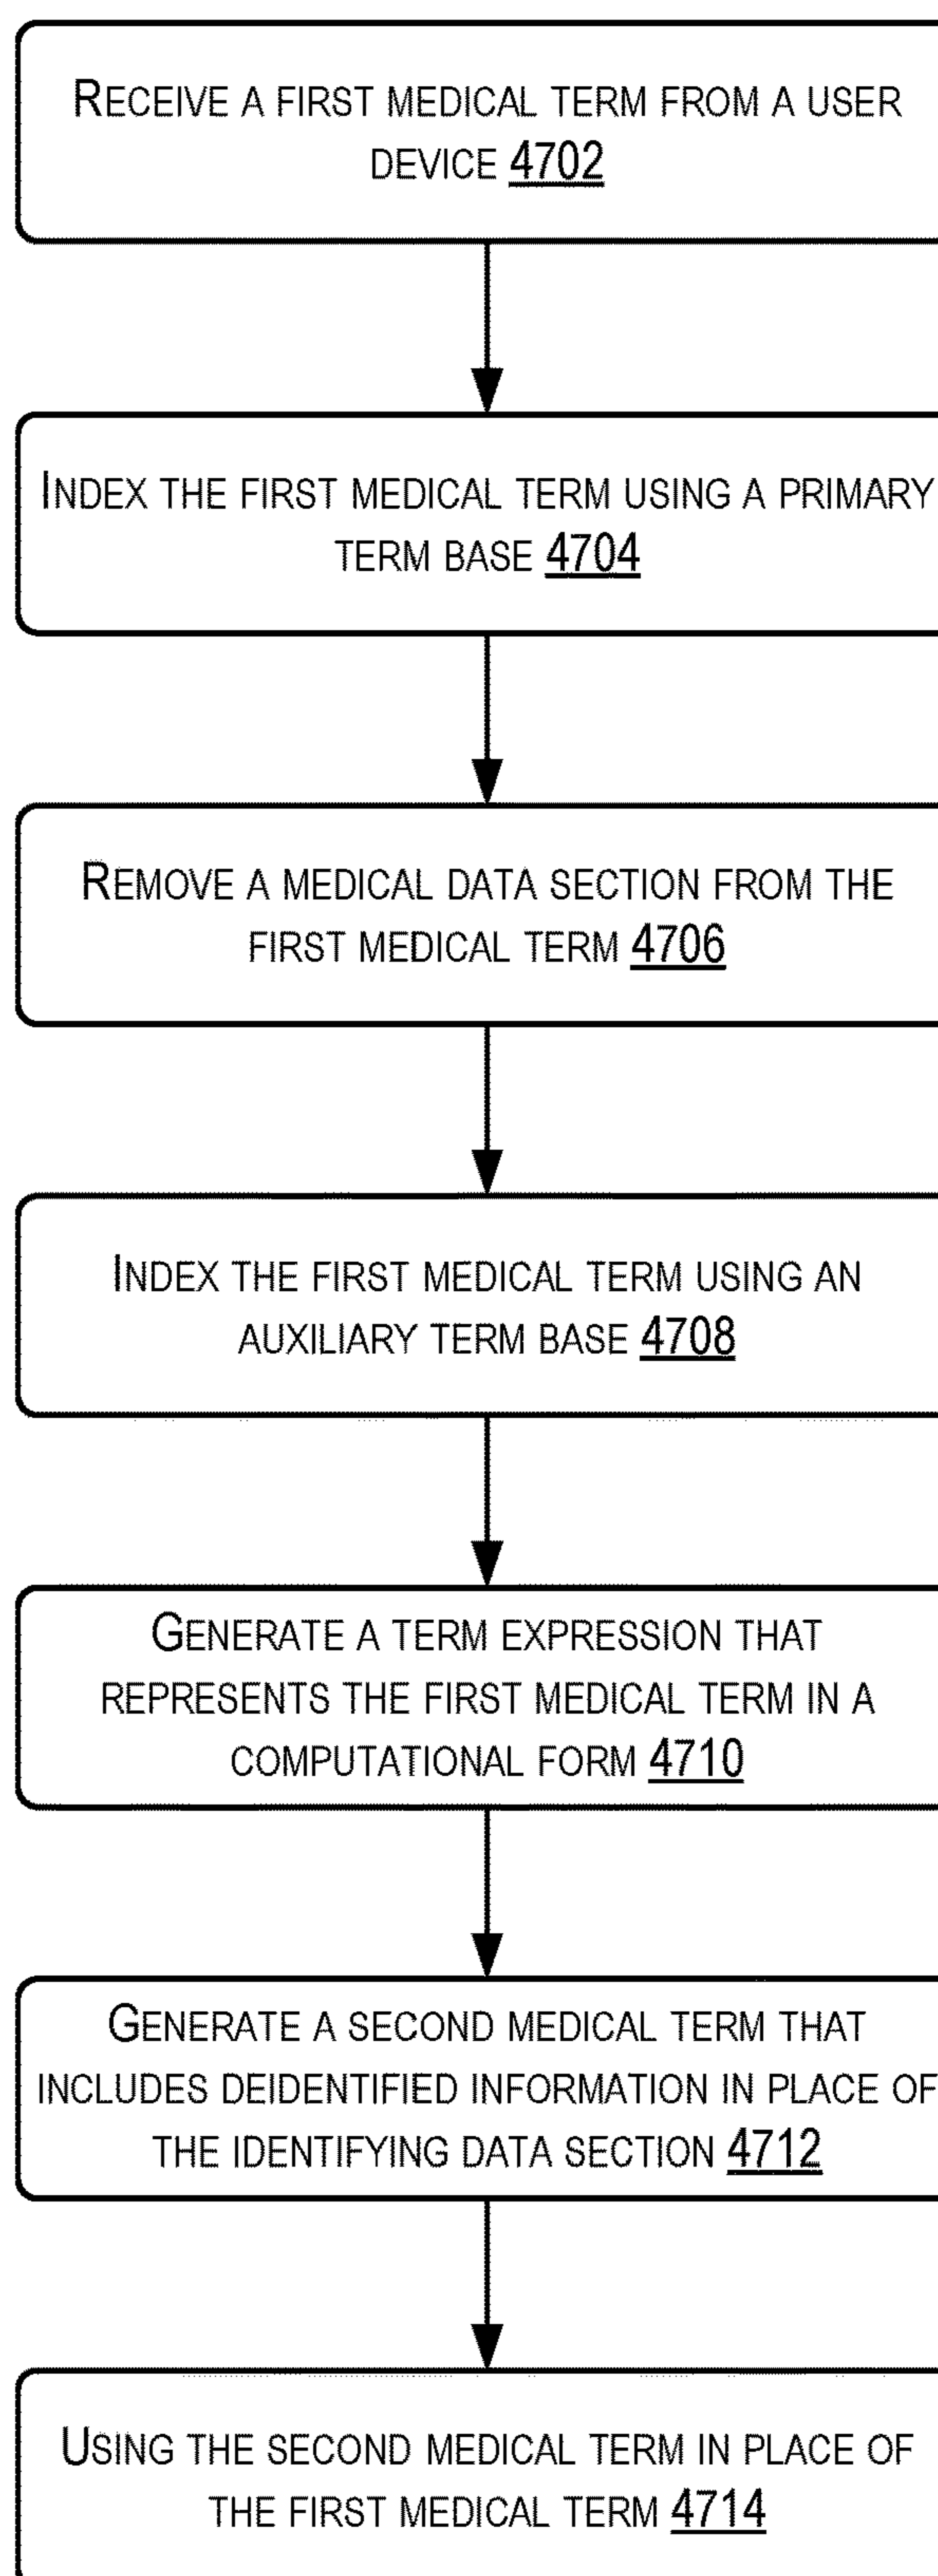 RECEIVE A FIRST MEDICAL TERM FROM A USER
DEVICE 4702
INDEX THE FIRST MEDICAL TERM USING A PRIMARY
TERM BASE 4704
REMOVE A MEDICAL DATA SECTION FROM THE
FIRST MEDICAL TERM 4706
INDEX THE FIRST MEDICAL TERM USING AN
AUXILIARY TERM BASE 4708
GENERATE A TERM EXPRESSION THAT
REPRESENTS THE FIRST MEDICAL TERM IN A
COMPUTATIONAL FORM 4710
GENERATE A SECOND MEDICAL TERM THAT
INCLUDES DEIDENTIFIED INFORMATION IN PLACE OF
THE IDENTIFYING DATA SECTION 4712
USING THE SECOND MEDICAL TERM IN PLACE OF
THE FIRST MEDICAL TERM 4714